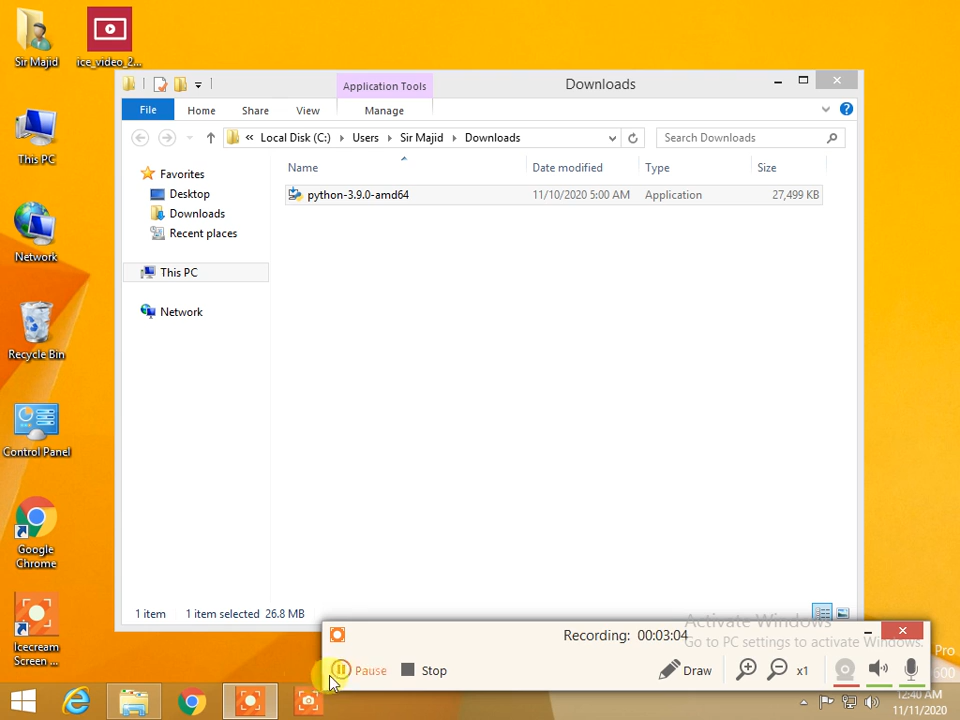 Sir Majid
ice_video_2...
This PC
Network
Recycle Bin
Control Panel
Google
Chrome
Icecream
Screen ...
Application Tools
Downloads
File
Home
Share
View
Manage
« Local Disk (C:) Users Sir Majid Downloads
Search Downloads
Name
Date modified
Type
Size
Favorites
Desktop
Downloads
Recent places
This PC
Network
python-3.9.0-amd64
11/10/2020 5:00 AM
Application
27,499 KB
1 item
1 item selected 26.8 MB
Activate Windows
Go to PC settings to activate Windows.
Recording: 00:03:04
Pause
Stop
Draw
x1
Pro
600
12:40 AM
11/11/2020